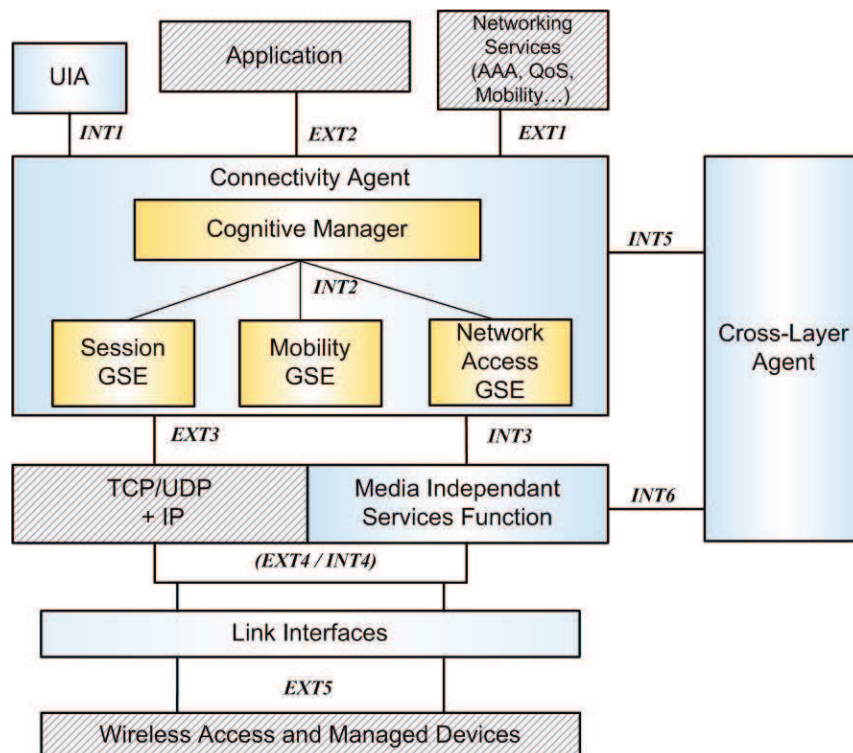 UIA
Application
Networking
Services
(AAA, QoS,
Mobility…)
INT1
EXT2
EXT1
Connectivity Agent
Cognitive Manager
INT2
Session
GSE
Mobility
GSE
Network
Access
GSE
INT5
Cross-Layer
Agent
EXT3
INT3
TCP/UDP
+ IP
Media Independant
Services Function
INT6
(EXT4 / INT4)
Link Interfaces
EXT5
Wireless Access and Managed Devices